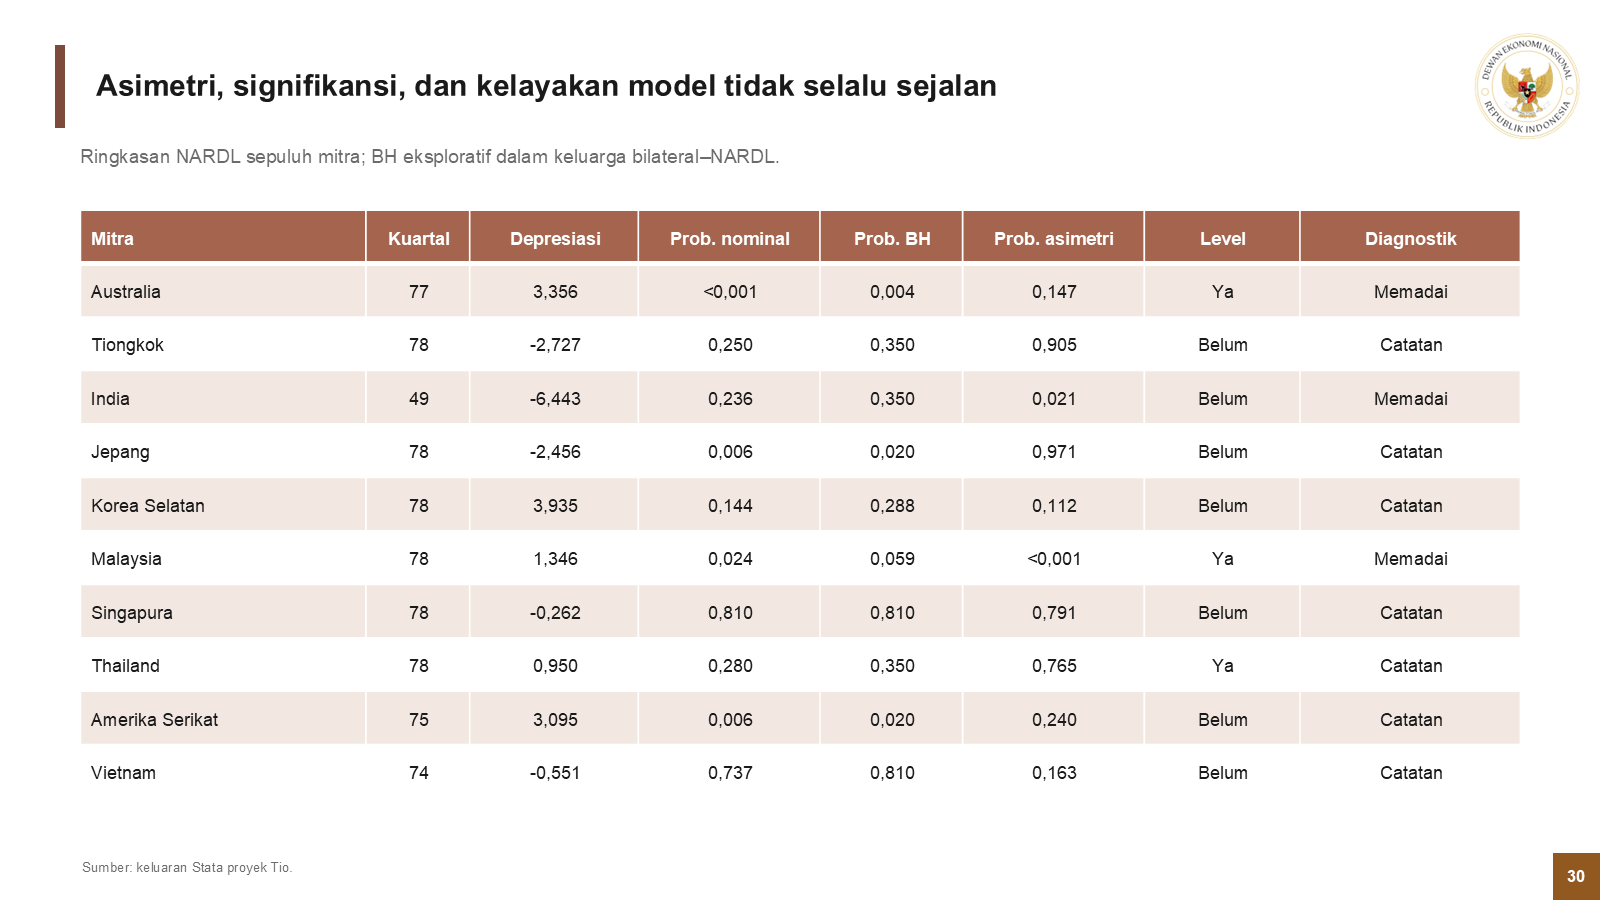 Asimetri, signifikansi, dan kelayakan model tidak selalu sejalan
DEWAN EKONOMI NASIONAL
REPUBLIK INDONESIA
Ringkasan NARDL sepuluh mitra; BH eksploratif dalam keluarga bilateral–NARDL.
Mitra Kuartal Depresiasi Prob. nominal Prob. BH Prob. asimetri Level Diagnostik
Australia 77 3,356 <0,001 0,004 0,147 Ya Memadai
Tiongkok 78 -2,727 0,250 0,350 0,905 Belum Catatan
India 49 -6,443 0,236 0,350 0,021 Belum Memadai
Jepang 78 -2,456 0,006 0,020 0,971 Belum Catatan
Korea Selatan 78 3,935 0,144 0,288 0,112 Belum Catatan
Malaysia 78 1,346 0,024 0,059 <0,001 Ya Memadai
Singapura 78 -0,262 0,810 0,810 0,791 Belum Catatan
Thailand 78 0,950 0,280 0,350 0,765 Ya Catatan
Amerika Serikat 75 3,095 0,006 0,020 0,240 Belum Catatan
Vietnam 74 -0,551 0,737 0,810 0,163 Belum Catatan
Sumber: keluaran Stata proyek Tio.
30